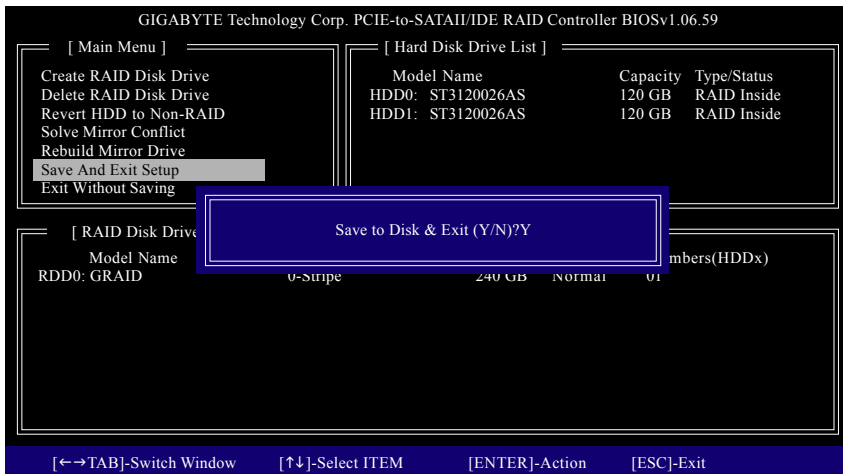 GIGABYTE Technology Corp. PCIE-to-SATAII/IDE RAID Controller BIOSv1.06.59
[ Main Menu ]
Create RAID Disk Drive
Delete RAID Disk Drive
Revert HDD to Non-RAID
Solve Mirror Conflict
Rebuild Mirror Drive
Save And Exit Setup
Exit Without Saving
[ Hard Disk Drive List ]
Model Name Capacity Type/Status
HDD0: ST3120026AS 120 GB RAID Inside
HDD1: ST3120026AS 120 GB RAID Inside
Save to Disk & Exit (Y/N)?Y
[ RAID Disk Drive
Model Name mbers(HDDx)
RDD0: GRAID 0-Stripe 240 GB Normal 01
[←→TAB]-Switch Window [↑↓]-Select ITEM [ENTER]-Action [ESC]-Exit